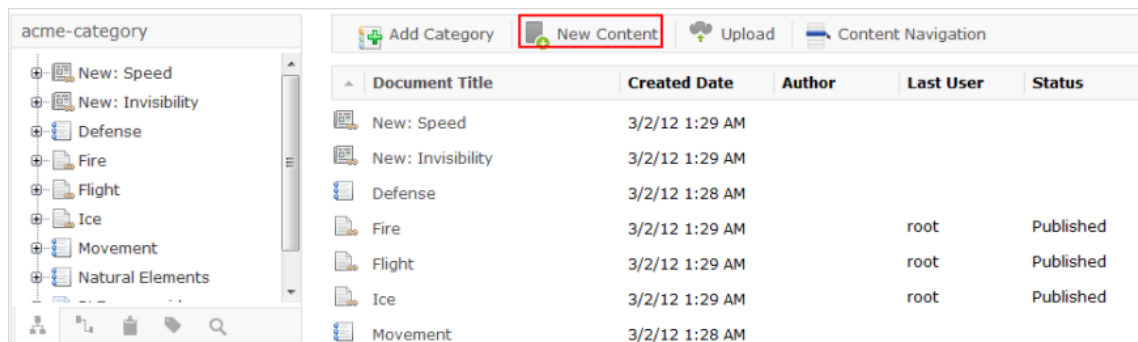 acme-category
New: Speed
New: Invisibility
Defense
Fire
Flight
Ice
Movement
Natural Elements
Add Category New Content Upload Content Navigation
Document Title Created Date Author Last User Status
New: Speed 3/2/12 1:29 AM
New: Invisibility 3/2/12 1:29 AM
Defense 3/2/12 1:28 AM
Fire 3/2/12 1:29 AM root Published
Flight 3/2/12 1:29 AM root Published
Ice 3/2/12 1:29 AM root Published
Movement 3/2/12 1:28 AM